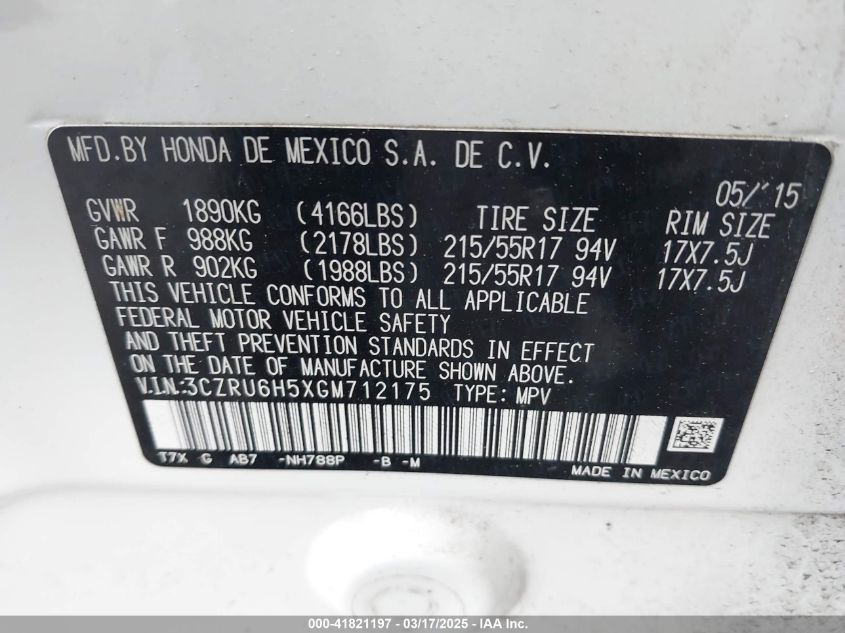 MFD.BY HONDA DE MEXICO S.A. DE C.V.
05/'15
GVWR 1890KG (4166LBS) TIRE SIZE RIM SIZE
GAWR F 988KG (2178LBS) 215/55R17 94V 17X7.5J
GAWR R 902KG (1988LBS) 215/55R17 94V 17X7.5J
THIS VEHICLE CONFORMS TO ALL APPLICABLE
FEDERAL MOTOR VEHICLE SAFETY
AND THEFT PREVENTION STANDARDS IN EFFECT
ON THE DATE OF MANUFACTURE SHOWN ABOVE.
V.I.N:3CZRU6H5XGM712175 TYPE: MPV
T7X G AB7 -NH788P -B -M
MADE IN MEXICO
000-41821197 - 03/17/2025 - IAAI.COM